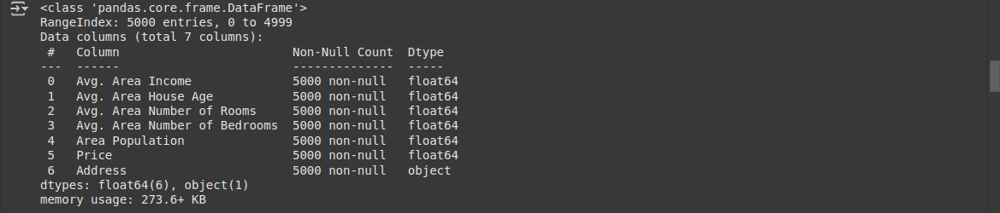 <class 'pandas.core.frame.DataFrame'>
RangeIndex: 5000 entries, 0 to 4999
Data columns (total 7 columns):
 #   Column                        Non-Null Count  Dtype
---  ------                        --------------  -----
 0   Avg. Area Income              5000 non-null   float64
 1   Avg. Area House Age           5000 non-null   float64
 2   Avg. Area Number of Rooms     5000 non-null   float64
 3   Avg. Area Number of Bedrooms  5000 non-null   float64
 4   Area Population               5000 non-null   float64
 5   Price                         5000 non-null   float64
 6   Address                       5000 non-null   object
dtypes: float64(6), object(1)
memory usage: 273.6+ KB